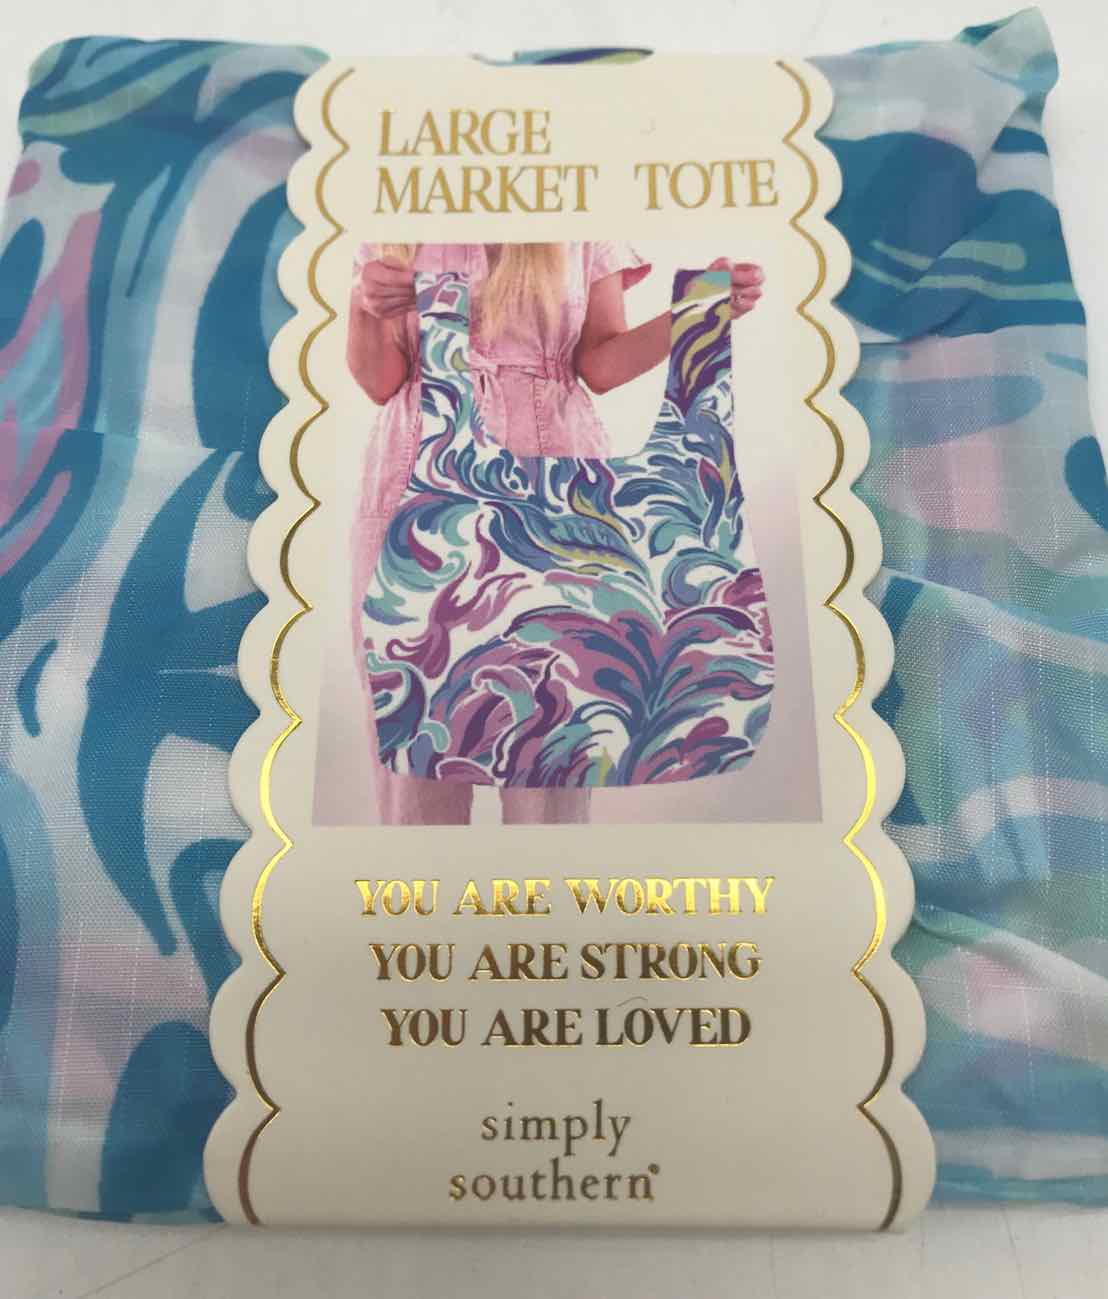 LARGE
MARKET TOTE
YOU ARE WORTHY
YOU ARE STRONG
YOU ARE LOVED
simply
southern®